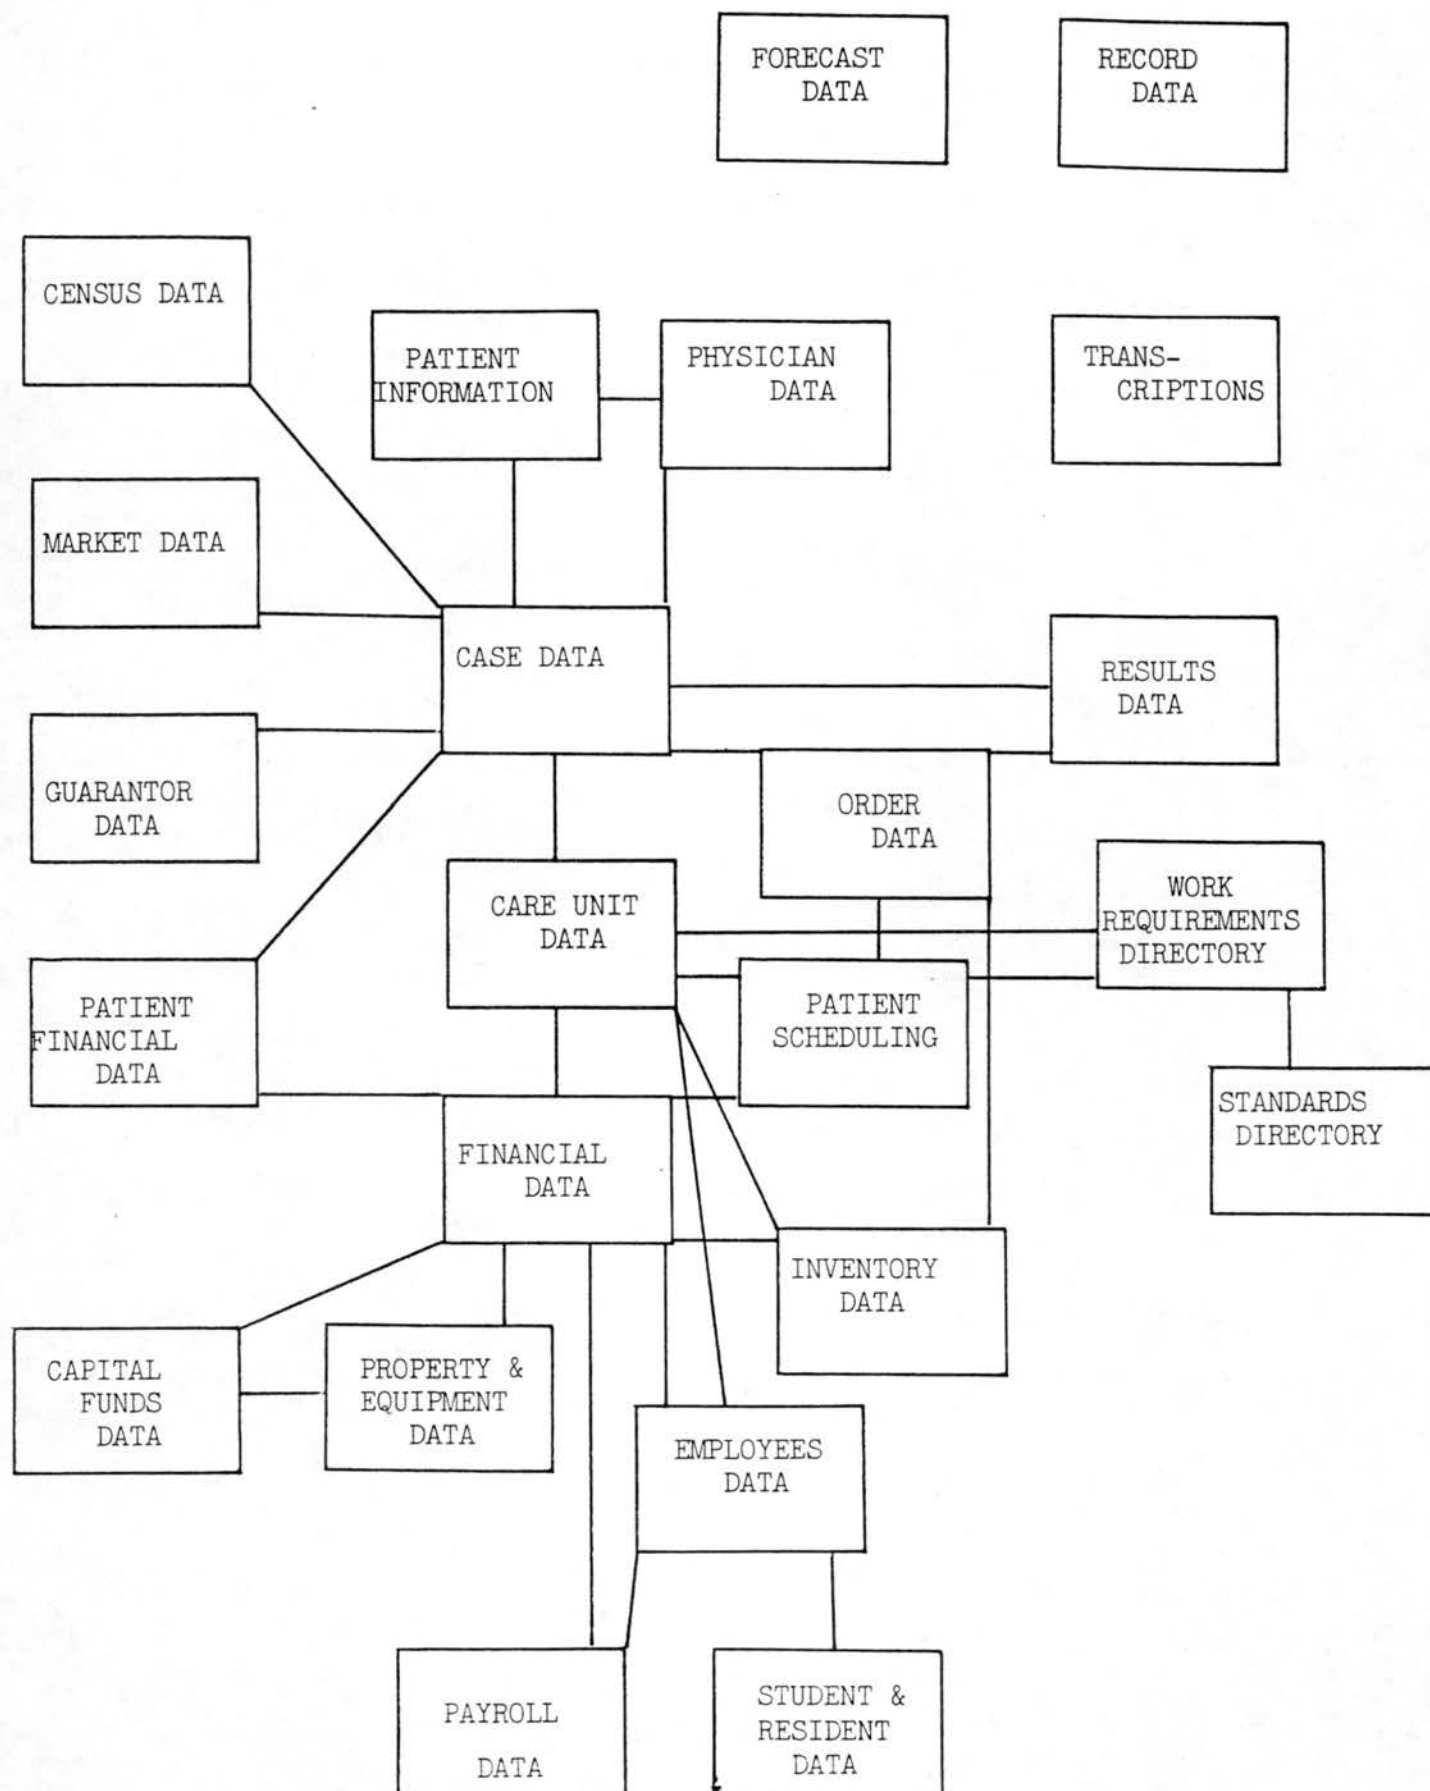 FORECAST
DATA
RECORD
DATA
CENSUS DATA
PATIENT
INFORMATION
PHYSICIAN
DATA
TRANS-
CRIPTIONS
MARKET DATA
CASE DATA
RESULTS
DATA
GUARANTOR
DATA
ORDER
DATA
CARE UNIT
DATA
WORK
REQUIREMENTS
DIRECTORY
PATIENT
FINANCIAL
DATA
PATIENT
SCHEDULING
STANDARDS
DIRECTORY
FINANCIAL
DATA
INVENTORY
DATA
CAPITAL
FUNDS
DATA
PROPERTY &
EQUIPMENT
DATA
EMPLOYEES
DATA
PAYROLL
DATA
STUDENT &
RESIDENT
DATA